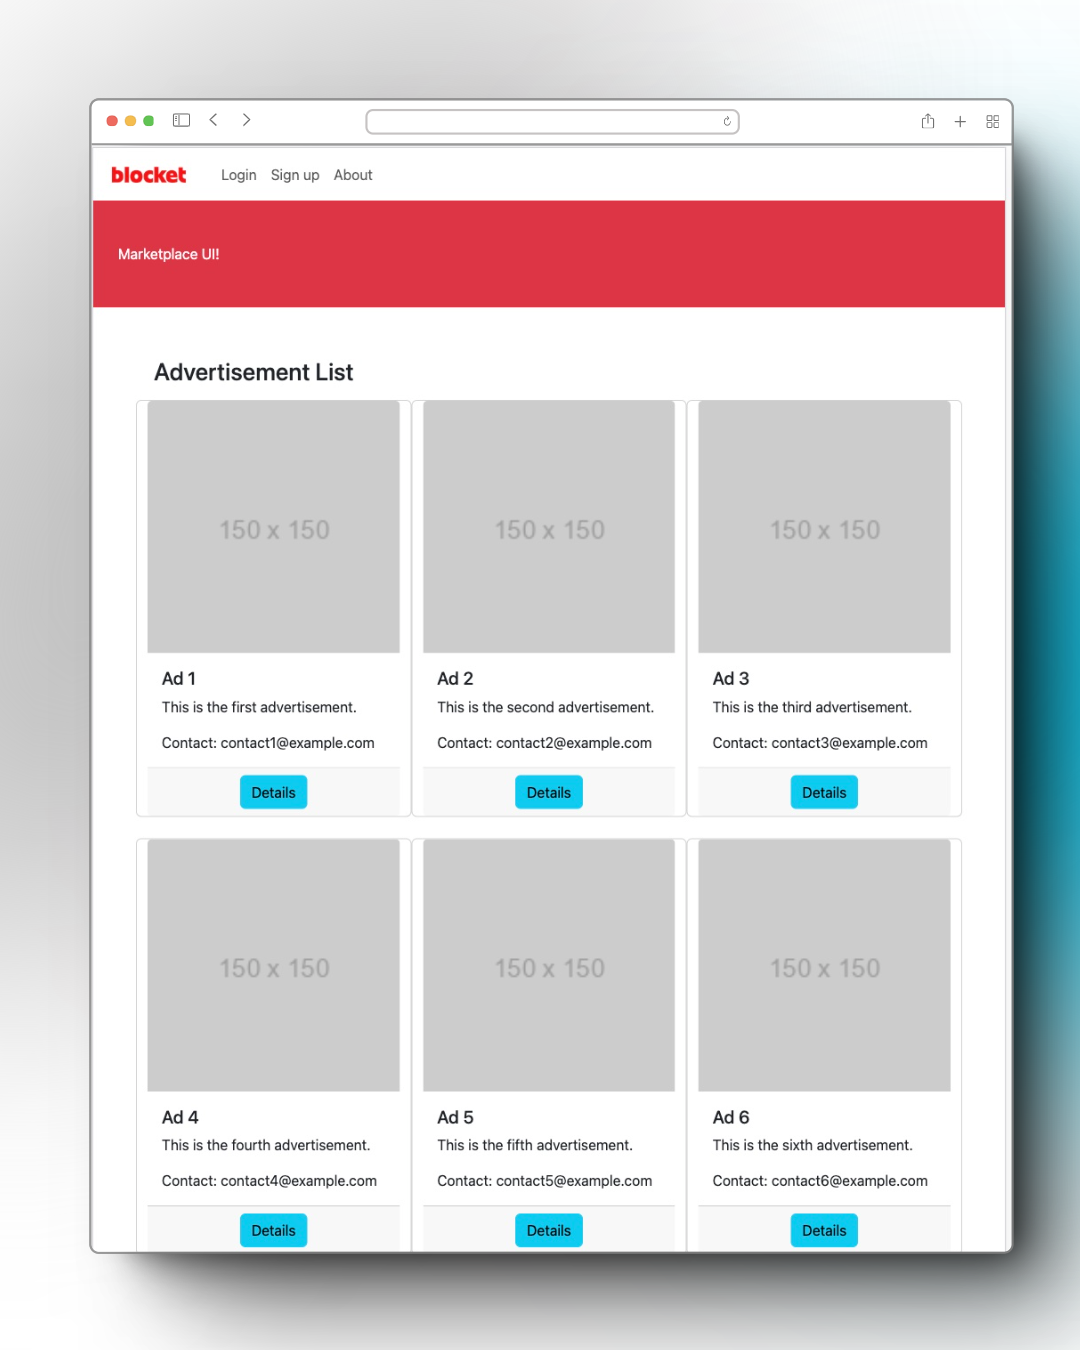 blocket Login Sign up About
Marketplace UI!
Advertisement List
150 x 150 150 x 150 150 x 150
Ad 1 Ad 2 Ad 3
This is the first advertisement. This is the second advertisement. This is the third advertisement.
Contact: contact1@example.com Contact: contact2@example.com Contact: contact3@example.com
Details Details Details
150 x 150 150 x 150 150 x 150
Ad 4 Ad 5 Ad 6
This is the fourth advertisement. This is the fifth advertisement. This is the sixth advertisement.
Contact: contact4@example.com Contact: contact5@example.com Contact: contact6@example.com
Details Details Details